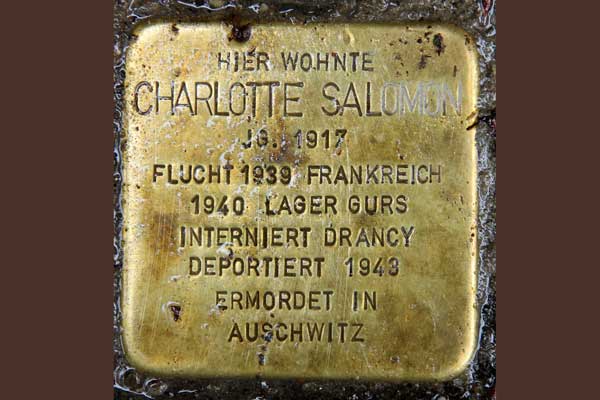 HIER WOHNTE
CHARLOTTE SALOMON
JG. 1917
FLUCHT 1939 FRANKREICH
1940 LAGER GURS
INTERNIERT DRANCY
DEPORTIERT 1943
ERMORDET IN
AUSCHWITZ